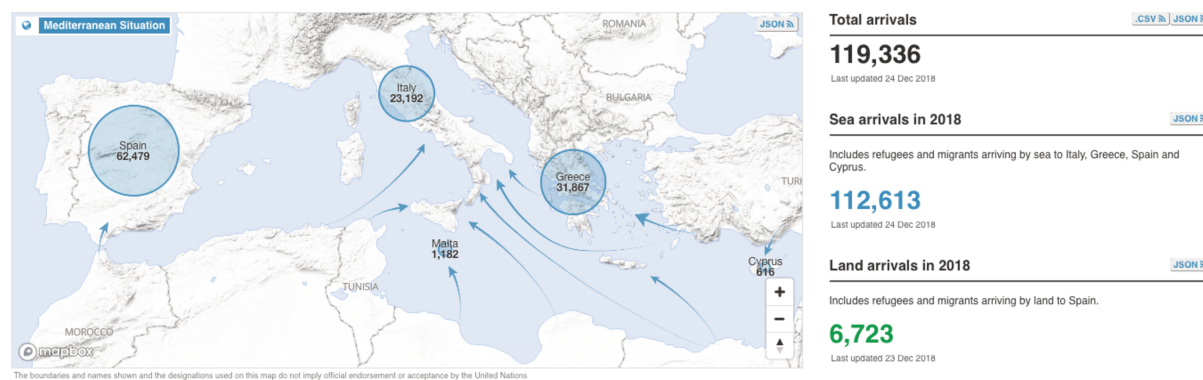 Mediterranean Situation
JSON
ROMANIA
Italy
23,192
BULGARIA
Spain
62,479
Greece
31,867
Malta
1,182
Cyprus
616
TUNISIA
MOROCCO
mapbox
The boundaries and names shown and the designations used on this map do not imply official endorsement or acceptance by the United Nations
Total arrivals
.CSV JSON
119,336
Last updated 24 Dec 2018
Sea arrivals in 2018
JSON
Includes refugees and migrants arriving by sea to Italy, Greece, Spain and
Cyprus.
112,613
Last updated 24 Dec 2018
Land arrivals in 2018
JSON
Includes refugees and migrants arriving by land to Spain.
6,723
Last updated 23 Dec 2018